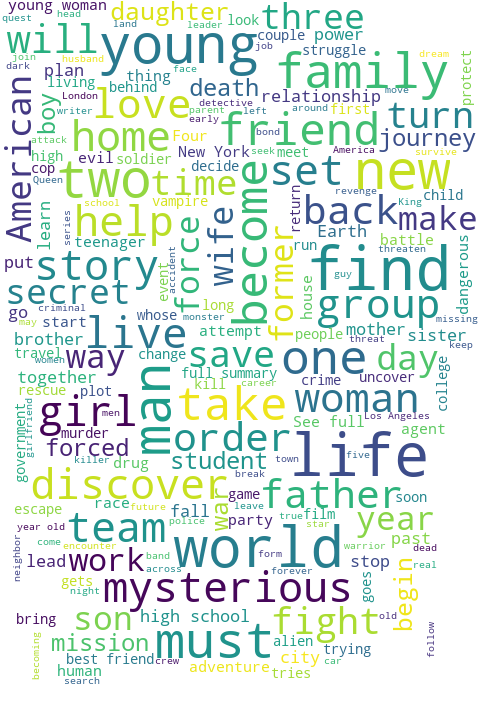 young woman
daughter
three
quest
head
land
leader
look
couple
power
will
young
job
struggle
family
dream
husband
join
plan
thing
face
dark
living
behind
death
relationship
protect
London
parent
detective
left
around
first
move
turn
American
boy
writer
love
early
friend
journey
attack
home
Four
bond
America
survive
high
evil
soldier
New York
seek
meet
cop
decide
set
new
Queen
two
time
vampire
revenge
child
school
return
back
King
make
learn
help
wife
become
former
Earth
battle
series
teenager
force
run
threaten
dangerous
accident
story
find
put
event
house
guy
secret
long
group
missing
go
may
criminal
whose
monster
start
live
attempt
people
mother
sister
threat
keep
brother
travel
women
change
save
one
day
way
together
full summary
college
rescue
plot
kill
career
crime
uncover
girl
men
man
take
woman
See full
Los Angeles
government
girlfriend
murder
agent
forced
order
killer
drug
student
town
five
life
discover
break
war
game
father
soon
escape
race
future
leave
year old
fall
police
party
true
film
star
year
past
come
team
encounter
band
world
form
warrior
dead
neighbor
lead
work
across
stop
real
gets
night
mysterious
forever
goes
begin
bring
son
high school
fight
old
mission
must
alien
trying
follow
becoming
best friend
crew
city
car
human
adventure
tries
search